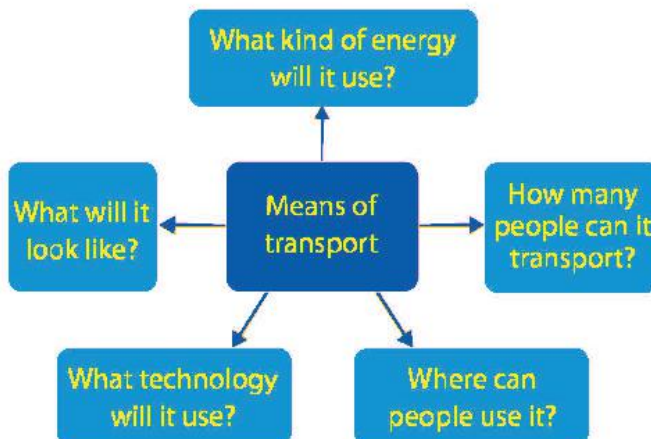 What kind of energy
will it use?
What will it
look like?
Means of
transport
How many
people can it
transport?
What technology
will it use?
Where can
people use it?